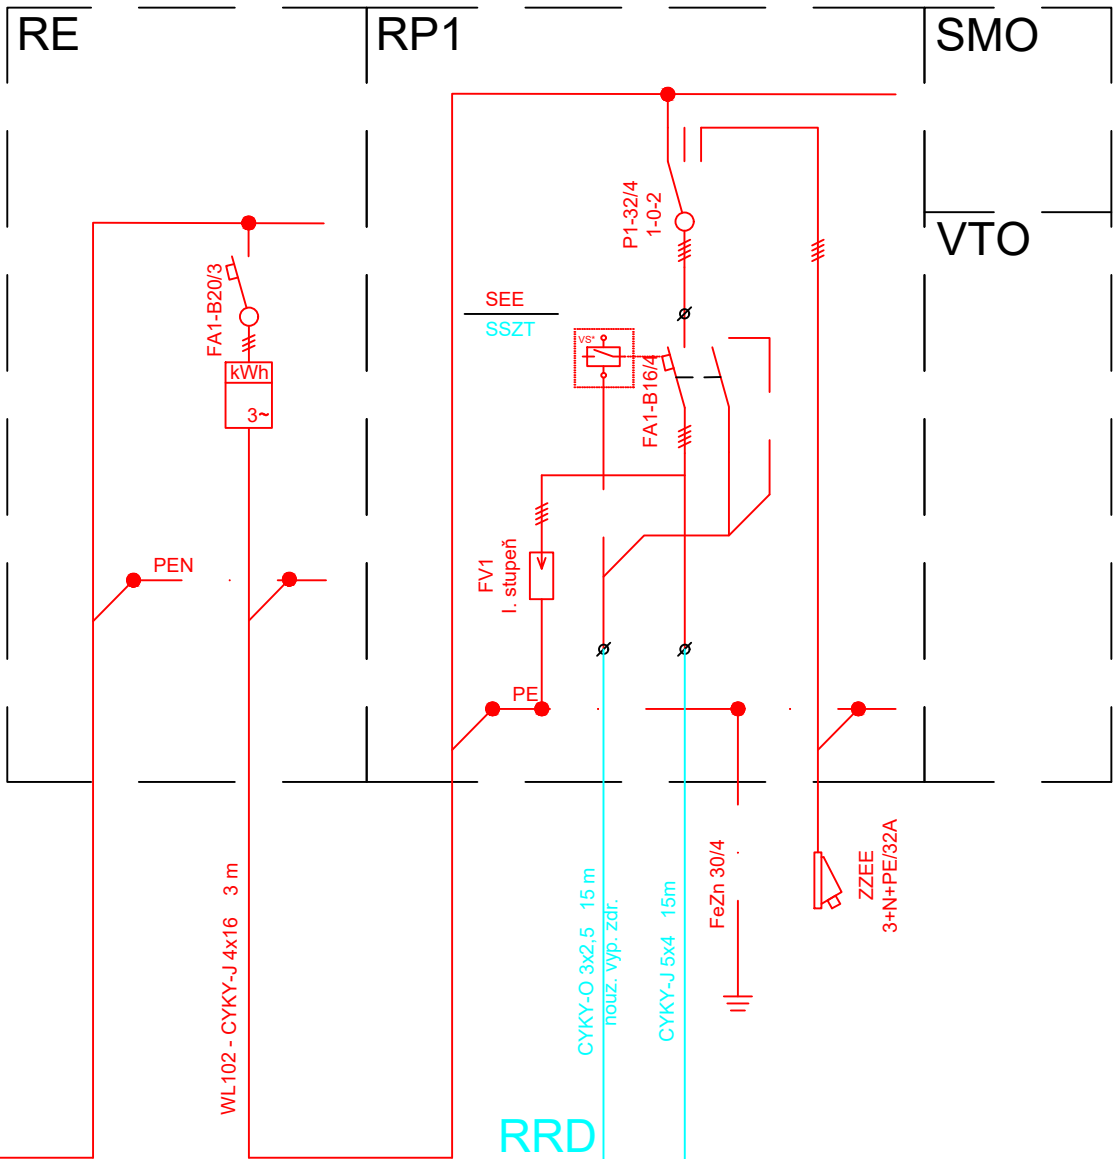 RE
RP1
SMO
VTO
P1-32/4
1-0-2
FA1-B20/3
SEE
SSZT
VS*
FA1-B16/4
kWh
3~
PEN
FV1
I. stupeň
PE
WL102 - CYKY-J 4x16 3 m
CYKY-O 3x2,5 15 m
nouz. vyp. zdr.
CYKY-J 5x4 15m
FeZn 30/4
ZZEE
3+N+PE/32A
RRD